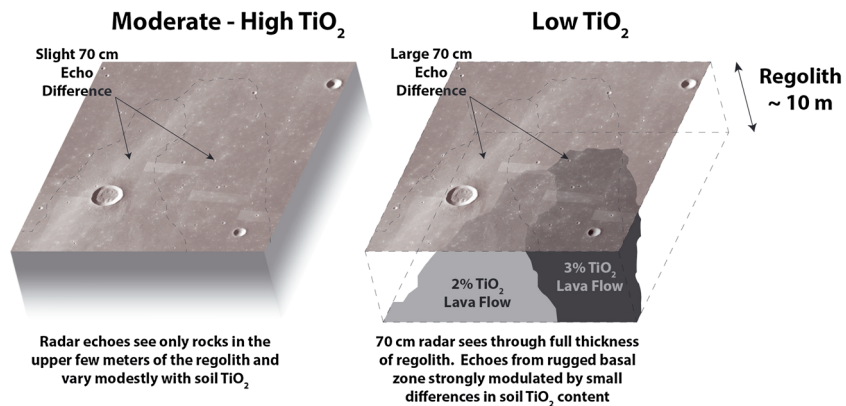 Moderate - High TiO₂
Slight 70 cm
Echo
Difference
Radar echoes see only rocks in the
upper few meters of the regolith and
vary modestly with soil TiO₂
Low TiO₂
Large 70 cm
Echo
Difference
Regolith
~ 10 m
2% TiO₂
Lava Flow
3% TiO₂
Lava Flow
70 cm radar sees through full thickness
of regolith. Echoes from rugged basal
zone strongly modulated by small
differences in soil TiO₂ content